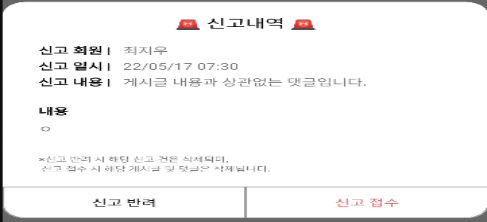 🚨 신고내역 🚨
신고 회원 | 최지우
신고 일시 | 22/05/17 07:30
신고 내용 | 게시글 내용과 상관없는 댓글입니다.
내용
ㅇ
*신고 반려 시 해당 신고 건은 삭제되며,
신고 접수 시 해당 게시글 및 댓글은 삭제됩니다.
신고 반려
신고 접수